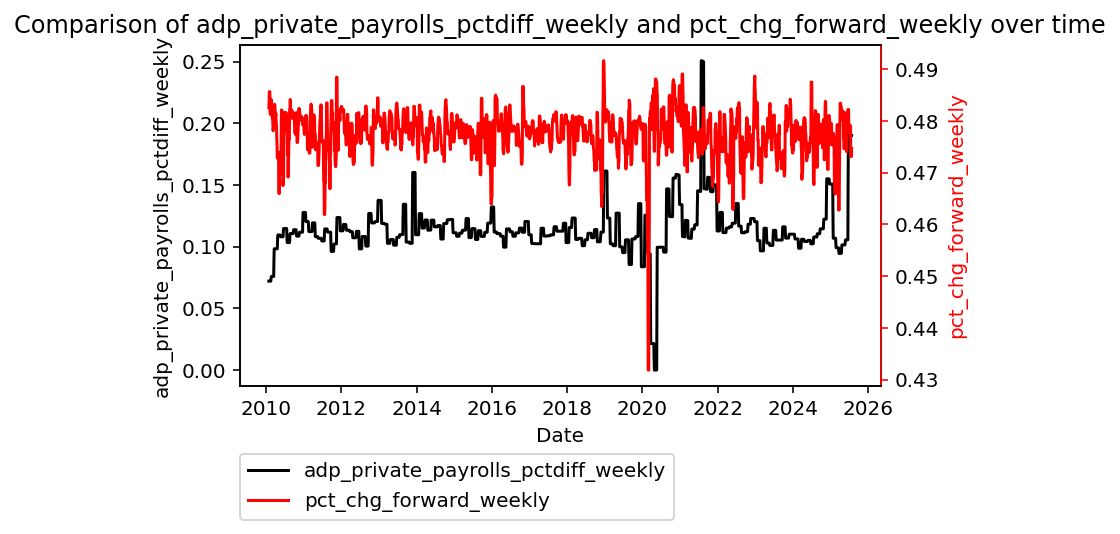 Comparison of adp_private_payrolls_pctdiff_weekly and pct_chg_forward_weekly over time
adp_private_payrolls_pctdiff_weekly
0.25
0.20
0.15
0.10
0.05
0.00
0.49
0.48
0.47
0.46
0.45
0.44
0.43
pct_chg_forward_weekly
2010 2012 2014 2016 2018 2020 2022 2024 2026
Date
adp_private_payrolls_pctdiff_weekly
pct_chg_forward_weekly